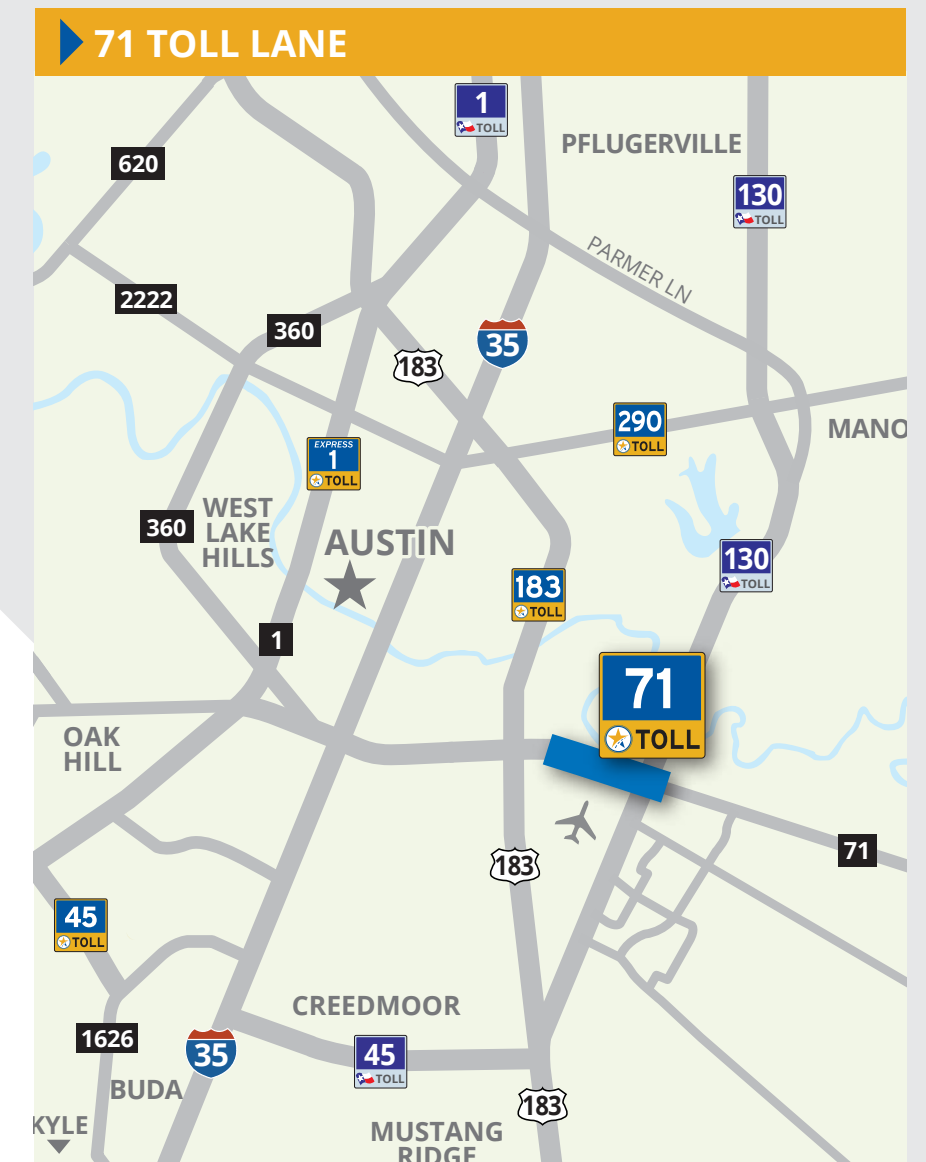 71 TOLL LANE
1
TOLL
PFLUGERVILLE
620
130
TOLL
PARMER LN
2222
360
35
183
290
TOLL
MANO
EXPRESS
1
TOLL
WEST
LAKE
HILLS
360
AUSTIN
130
TOLL
183
TOLL
1
71
TOLL
OAK
HILL
71
183
45
TOLL
CREEDMOOR
1626
35
45
TOLL
BUDA
183
KYLE
MUSTANG
RIDGE